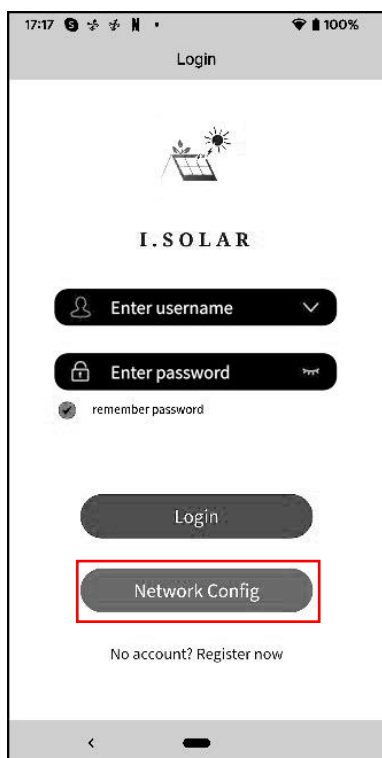 17:17 100%
Login
I.SOLAR
Enter username
Enter password
remember password
Login
Network Config
No account? Register now